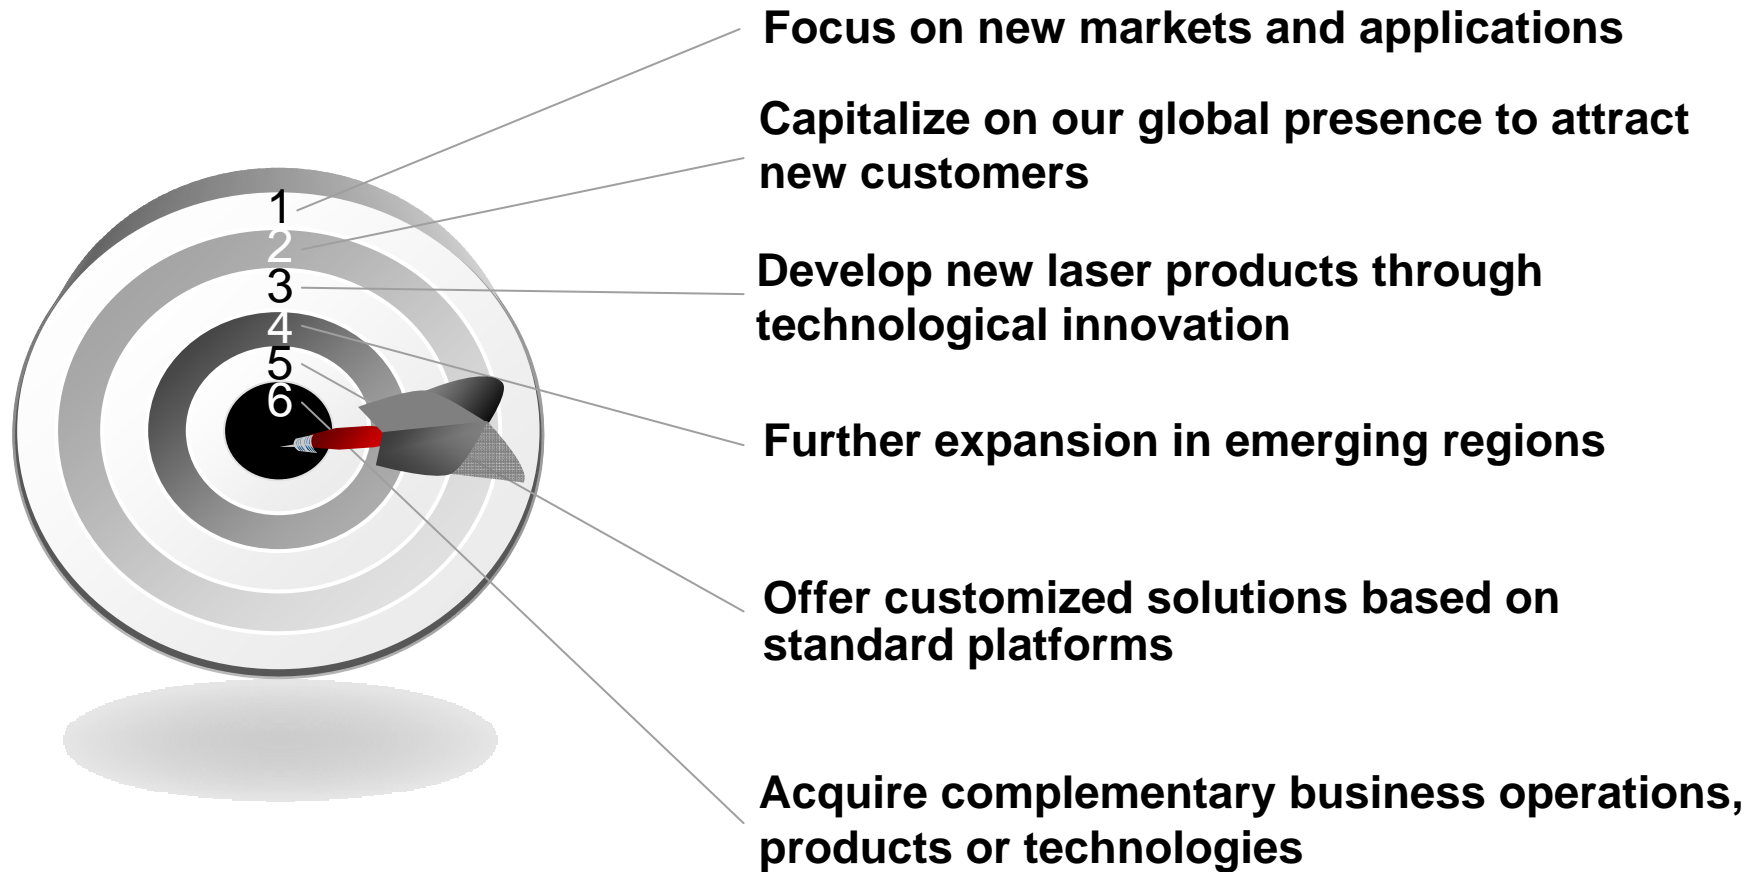 Focus on new markets and applications
Capitalize on our global presence to attract
new customers
1
2
3
4
5
6
Develop new laser products through
technological innovation
Further expansion in emerging regions
Offer customized solutions based on
standard platforms
Acquire complementary business operations,
products or technologies